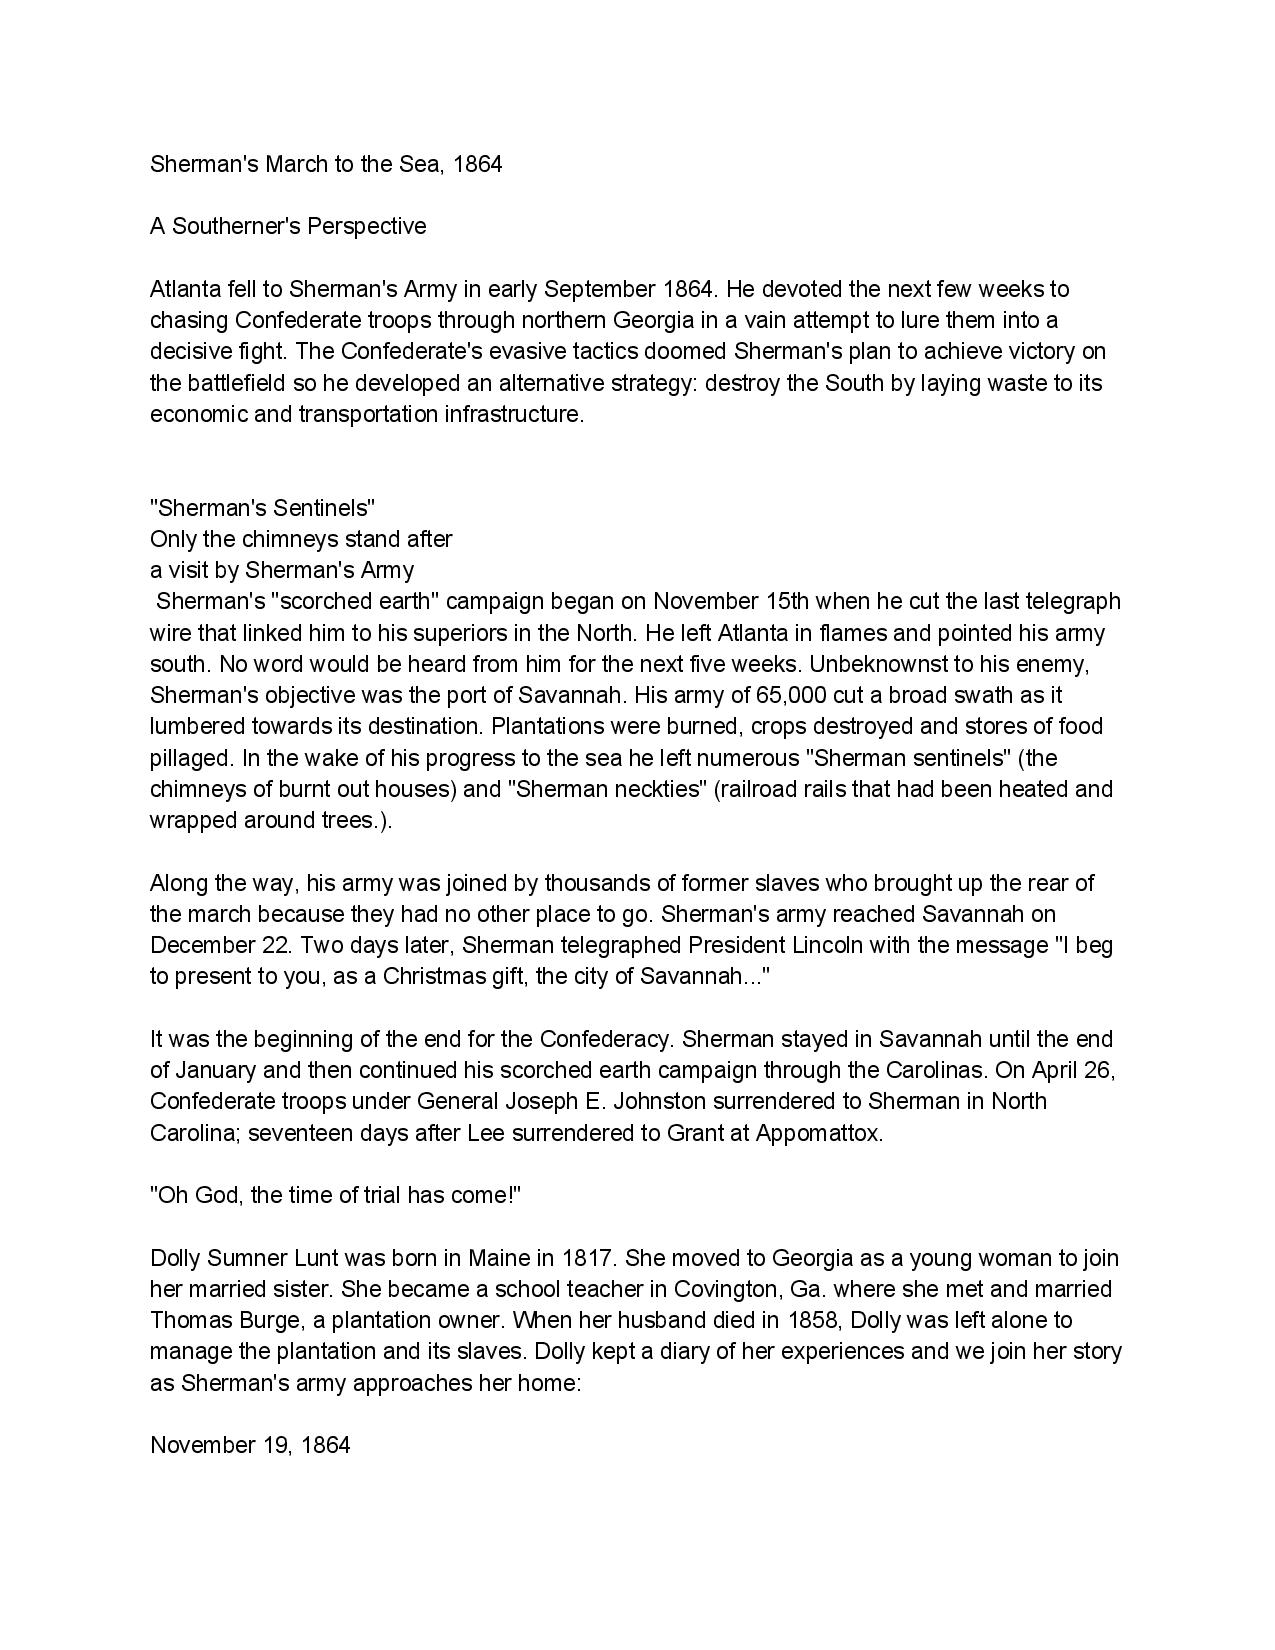 Sherman's March to the Sea, 1864
A Southerner's Perspective
Atlanta fell to Sherman's Army in early September 1864. He devoted the next few weeks to
chasing Confederate troops through northern Georgia in a vain attempt to lure them into a
decisive fight. The Confederate's evasive tactics doomed Sherman's plan to achieve victory on
the battlefield so he developed an alternative strategy: destroy the South by laying waste to its
economic and transportation infrastructure.
"Sherman's Sentinels"
Only the chimneys stand after
a visit by Sherman's Army
Sherman's "scorched earth" campaign began on November 15th when he cut the last telegraph
wire that linked him to his superiors in the North. He left Atlanta in flames and pointed his army
south. No word would be heard from him for the next five weeks. Unbeknownst to his enemy,
Sherman's objective was the port of Savannah. His army of 65,000 cut a broad swath as it
lumbered towards its destination. Plantations were burned, crops destroyed and stores of food
pillaged. In the wake of his progress to the sea he left numerous "Sherman sentinels" (the
chimneys of burnt out houses) and "Sherman neckties" (railroad rails that had been heated and
wrapped around trees.).
Along the way, his army was joined by thousands of former slaves who brought up the rear of
the march because they had no other place to go. Sherman's army reached Savannah on
December 22. Two days later, Sherman telegraphed President Lincoln with the message "I beg
to present to you, as a Christmas gift, the city of Savannah..."
It was the beginning of the end for the Confederacy. Sherman stayed in Savannah until the end
of January and then continued his scorched earth campaign through the Carolinas. On April 26,
Confederate troops under General Joseph E. Johnston surrendered to Sherman in North
Carolina; seventeen days after Lee surrendered to Grant at Appomattox.
"Oh God, the time of trial has come!"
Dolly Sumner Lunt was born in Maine in 1817. She moved to Georgia as a young woman to join
her married sister. She became a school teacher in Covington, Ga. where she met and married
Thomas Burge, a plantation owner. When her husband died in 1858, Dolly was left alone to
manage the plantation and its slaves. Dolly kept a diary of her experiences and we join her story
as Sherman's army approaches her home:
November 19, 1864